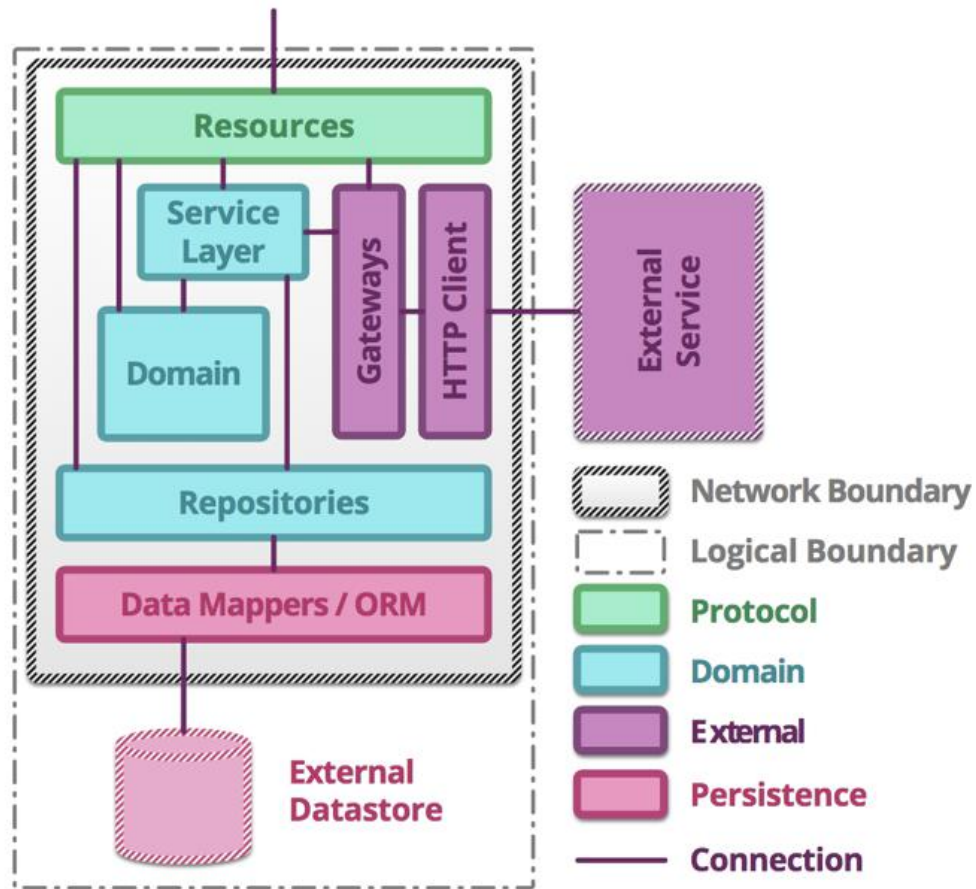 Resources
Service
Layer
Gateways
HTTP Client
External
Service
Domain
Repositories
Data Mappers / ORM
External
Datastore
Network Boundary
Logical Boundary
Protocol
Domain
External
Persistence
Connection